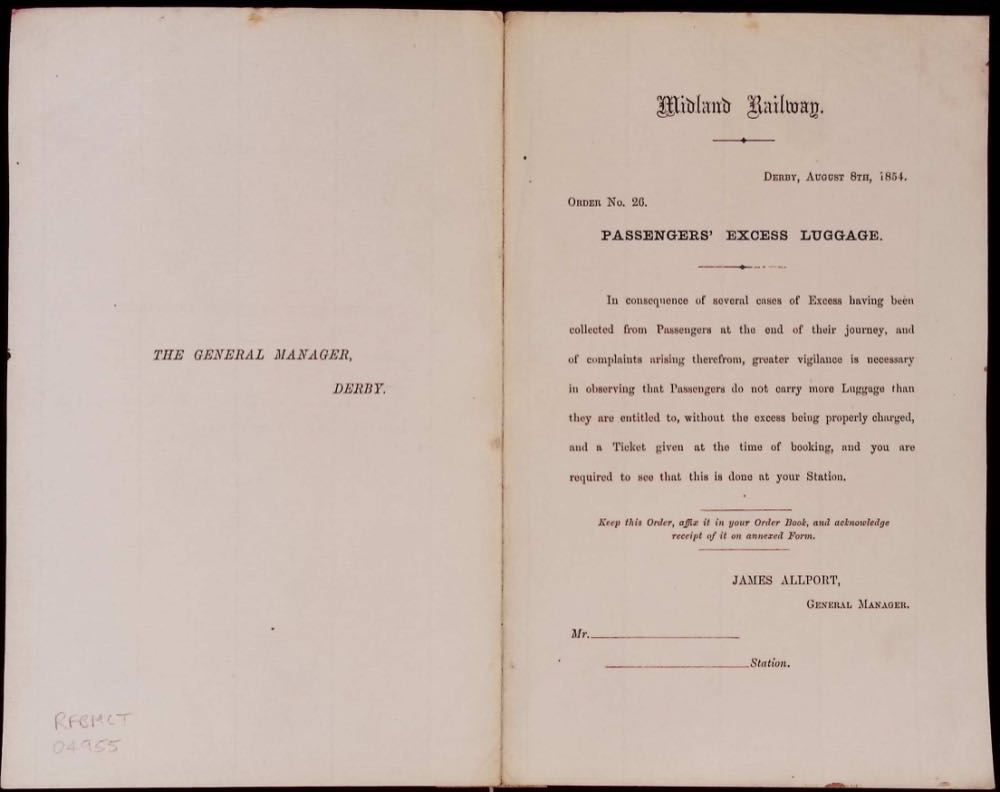 THE GENERAL MANAGER,
DERBY.
RFBMCT
04955
Midland Railway.
DERBY, AUGUST 8TH, 1854.
ORDER NO. 26.
PASSENGERS' EXCESS LUGGAGE.
In consequence of several cases of Excess having been
collected from Passengers at the end of their journey, and
of complaints arising therefrom, greater vigilance is necessary
in observing that Passengers do not carry more Luggage than
they are entitled to, without the excess being properly charged,
and a Ticket given at the time of booking, and you are
required to see that this is done at your Station.
Keep this Order, affix it in your Order Book, and acknowledge
receipt of it on annexed Form.
JAMES ALLPORT,
GENERAL MANAGER.
Mr.
Station.